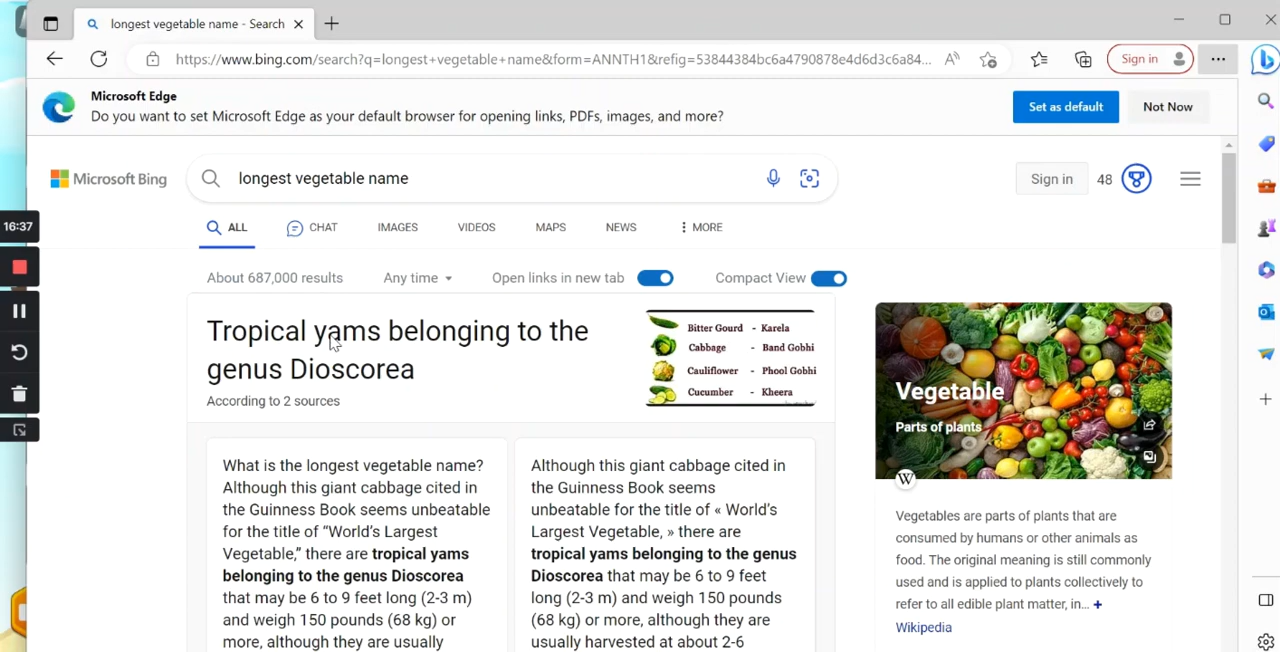 longest vegetable name - Search
https://www.bing.com/search?q=longest+vegetable+name&form=ANNTH1&refig=53844384bc6a4790878e4d6d3c6a84...
Sign in
Microsoft Edge
Do you want to set Microsoft Edge as your default browser for opening links, PDFs, images, and more?
Set as default
Not Now
Microsoft Bing
longest vegetable name
Sign in
48
16:37
ALL
CHAT
IMAGES
VIDEOS
MAPS
NEWS
MORE
About 687,000 results
Any time
Open links in new tab
Compact View
Tropical yams belonging to the
genus Dioscorea
According to 2 sources
Bitter Gourd - Karela
Cabbage - Band Gobhi
Cauliflower - Phool Gobhi
Cucumber - Kheera
What is the longest vegetable name?
Although this giant cabbage cited in
the Guinness Book seems unbeatable
for the title of “World’s Largest
Vegetable,” there are tropical yams
belonging to the genus Dioscorea
that may be 6 to 9 feet long (2-3 m)
and weigh 150 pounds (68 kg) or
more, although they are usually
Although this giant cabbage cited in
the Guinness Book seems
unbeatable for the title of « World’s
Largest Vegetable, » there are
tropical yams belonging to the genus
Dioscorea that may be 6 to 9 feet
long (2-3 m) and weigh 150 pounds
(68 kg) or more, although they are
usually harvested at about 2-6
Vegetable
Parts of plants
W
Vegetables are parts of plants that are
consumed by humans or other animals as
food. The original meaning is still commonly
used and is applied to plants collectively to
refer to all edible plant matter, in... +
Wikipedia